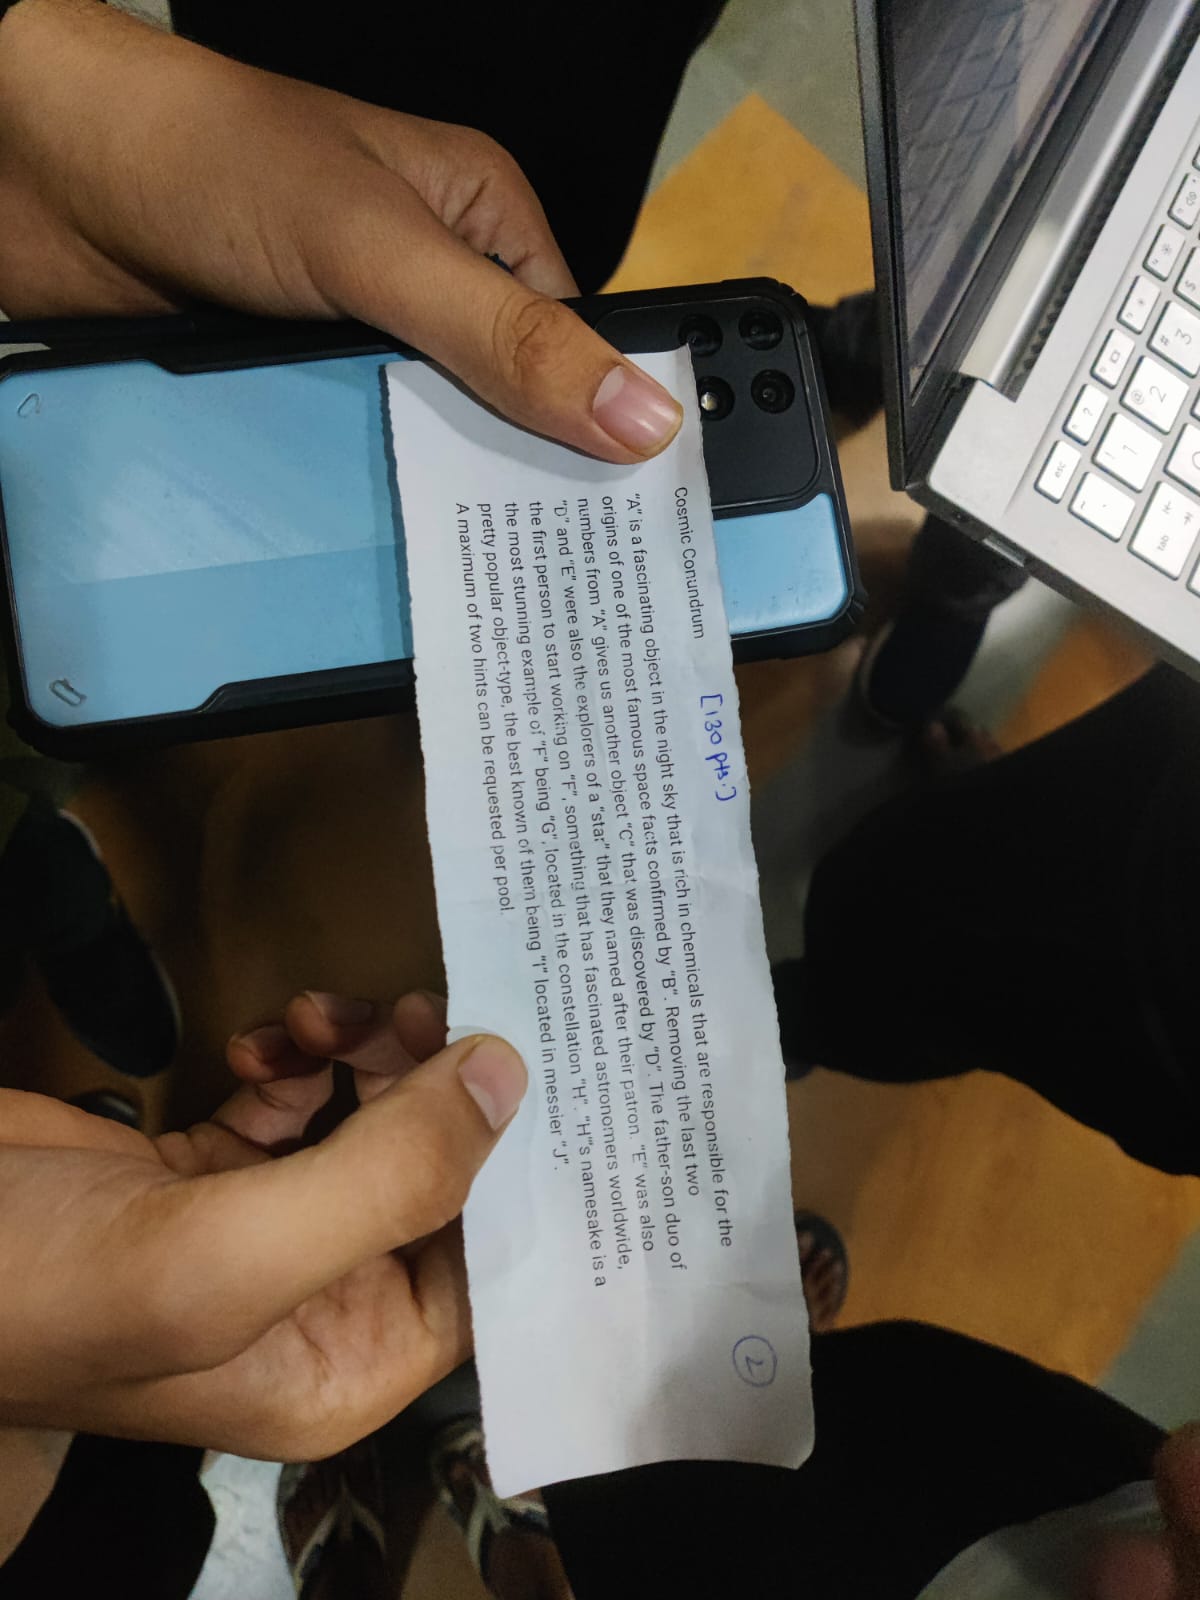 Cosmic Conundrum
[130 pts.]
2
"A" is a fascinating object in the night sky that is rich in chemicals that are responsible for the
origins of one of the most famous space facts confirmed by "B". Removing the last two
numbers from "A" gives us another object "C" that was discovered by "D". The father-son duo of
"D" and "E" were also the explorers of a "star" that they named after their patron. "E" was also
the first person to start working on "F", something that has fascinated astronomers worldwide,
the most stunning example of "F" being "G", located in the constellation "H". "H"'s namesake is a
pretty popular object-type, the best known of them being "I" located in messier "J".
A maximum of two hints can be requested per pool.
esc
tab
1
2
@
3
#
$
?